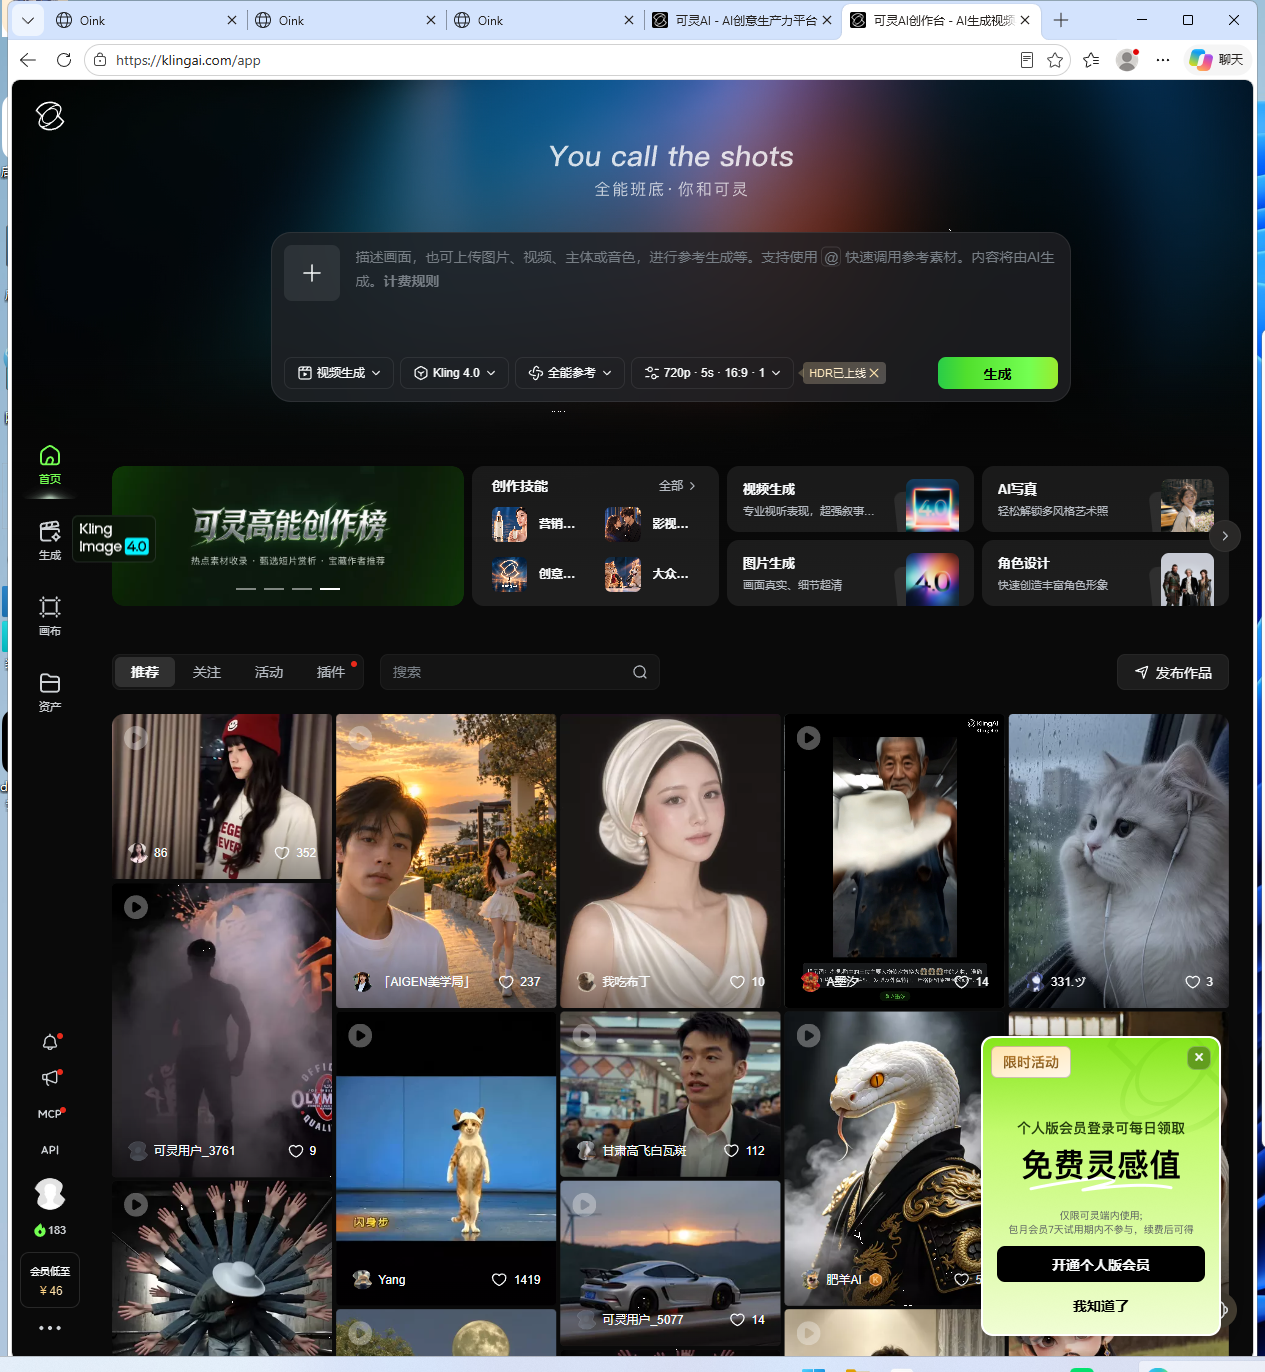 Oink
Oink
Oink
可灵AI - AI创意生产力平台
可灵AI创作台 - AI生成视频
https://klingai.com/app
聊天
You call the shots
全能班底·你和可灵
描述画面，也可上传图片、视频、主体或音色，进行参考生成等。支持使用 @ 快速调用参考素材。内容将由AI生
成。计费规则
视频生成
Kling 4.0
全能参考
720p · 5s · 16:9 · 1
HDR已上线
生成
首页
生成
Kling
Image 4.0
画布
资产
可灵高能创作榜
热点素材收录 · 甄选短片赏析 · 宝藏作者推荐
创作技能
全部
营销...
影视...
创意...
大众...
视频生成
专业视听表现，超强叙事...
4.0
图片生成
画面真实、细节超清
4.0
AI写真
轻松解锁多风格艺术照
角色设计
快速创造丰富角色形象
推荐
关注
活动
插件
搜索
发布作品
86
352
「AIGEN美学局」
237
我吃布丁
10
KlingAI
A墨汐
14
331.ヅ
3
可灵用户_3761
9
闪身步
Yang
1419
甘肃高飞白瓦斑
112
可灵用户_5077
14
肥羊AI
5
MCP
API
183
会员低至
¥ 46
限时活动
个人版会员登录可每日领取
免费灵感值
仅限可灵端内使用;
包月会员7天试用期内不参与，续费后可得
开通个人版会员
我知道了